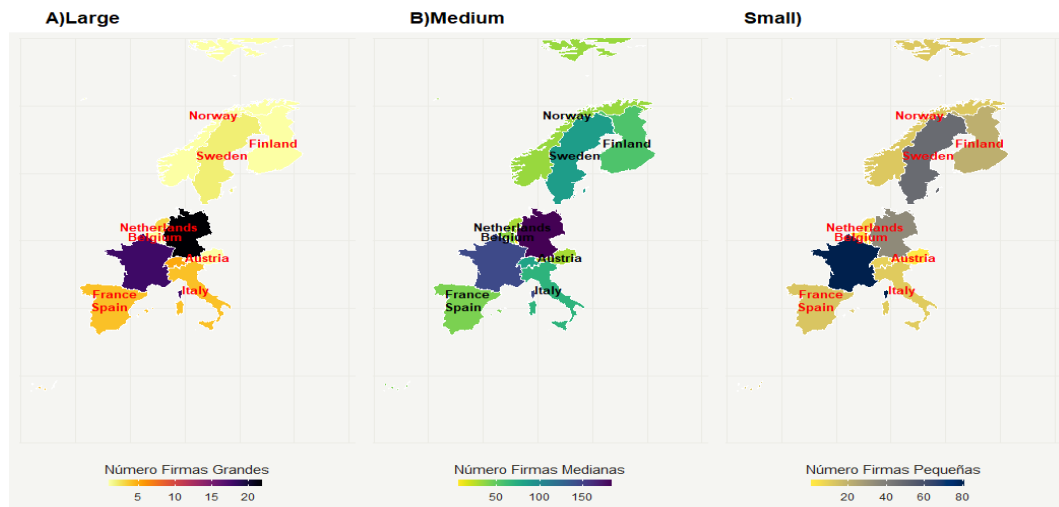 A)Large
Norway
Finland
Sweden
Netherlands
Belgium
Austria
France
Italy
Spain
Número Firmas Grandes
5 10 15 20
B)Medium
Norway
Finland
Sweden
Netherlands
Belgium
Austria
France
Italy
Spain
Número Firmas Medianas
50 100 150
Small)
Norway
Finland
Sweden
Netherlands
Belgium
Austria
France
Italy
Spain
Número Firmas Pequeñas
20 40 60 80